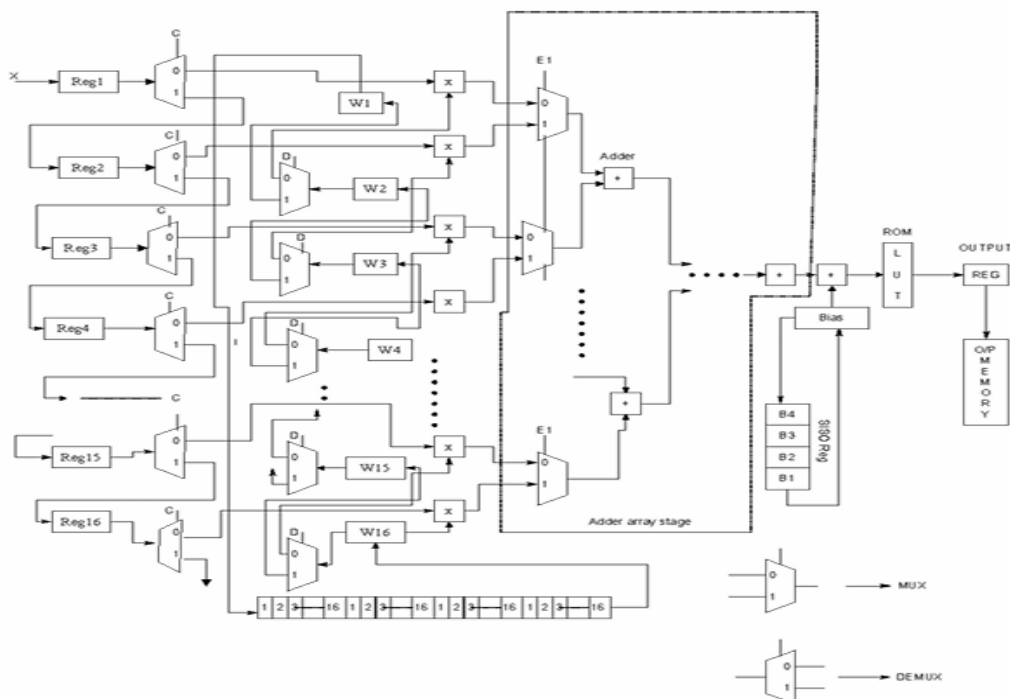 C
E1
X
Reg1
0
1
W1
x
0
1
C
Reg2
0
1
D
0
1
W2
x
Adder
+
C
Reg3
0
1
D
0
1
W3
x
0
1
ROM
L
U
T
OUTPUT
REG
+
+
C
Reg4
0
1
D
0
1
W4
x
Bias
O/P
M
E
M
O
R
Y
C
+
B4
B3
B2
B1
SISO Reg
Reg15
0
1
D
0
1
W15
x
E1
0
1
C
Reg16
0
1
D
0
1
W16
x
Adder array stage
1 2 3 16 1 2 3 16 1 2 3 16 1 2 3 16
0
1
MUX
0
1
DEMUX